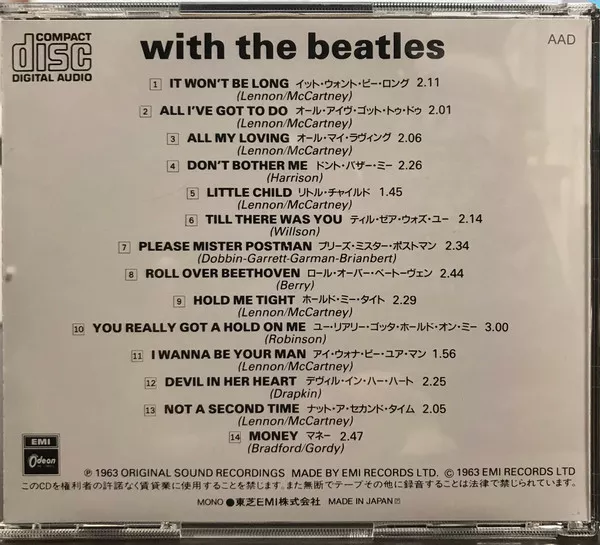 COMPACT
disc
DIGITAL AUDIO
with the beatles
AAD
1 IT WON'T BE LONG イット・ウォント・ビー・ロング 2.11
(Lennon/McCartney)
2 ALL I'VE GOT TO DO オール・アイヴ・ゴット・トゥ・ドゥ 2.01
(Lennon/McCartney)
3 ALL MY LOVING オール・マイ・ラヴィング 2.06
(Lennon/McCartney)
4 DON'T BOTHER ME ドント・バザー・ミー 2.26
(Harrison)
5 LITTLE CHILD リトル・チャイルド 1.45
(Lennon/McCartney)
6 TILL THERE WAS YOU ティル・ゼア・ウォズ・ユー 2.14
(Willson)
7 PLEASE MISTER POSTMAN プリーズ・ミスター・ポストマン 2.34
(Dobbin-Garrett-Garman-Brianbert)
8 ROLL OVER BEETHOVEN ロール・オーバー・ベートーヴェン 2.44
(Berry)
9 HOLD ME TIGHT ホールド・ミー・タイト 2.29
(Lennon/McCartney)
10 YOU REALLY GOT A HOLD ON ME ユー・リアリー・ゴッタ・ホールド・オン・ミー 3.00
(Robinson)
11 I WANNA BE YOUR MAN アイ・ウォナ・ビー・ユア・マン 1.56
(Lennon/McCartney)
12 DEVIL IN HER HEART デヴィル・イン・ハー・ハート 2.25
(Drapkin)
13 NOT A SECOND TIME ナット・ア・セカンド・タイム 2.05
(Lennon/McCartney)
14 MONEY マネー 2.47
(Bradford/Gordy)
EMI
Odeon
℗ 1963 ORIGINAL SOUND RECORDINGS MADE BY EMI RECORDS LTD. © 1963 EMI RECORDS LTD
このCDを権利者の許諾なく賃貸業に使用することを禁じます。また無断でテープその他に録音することは法律で禁じられています。
MONO ●東芝EMI株式会社 MADE IN JAPAN